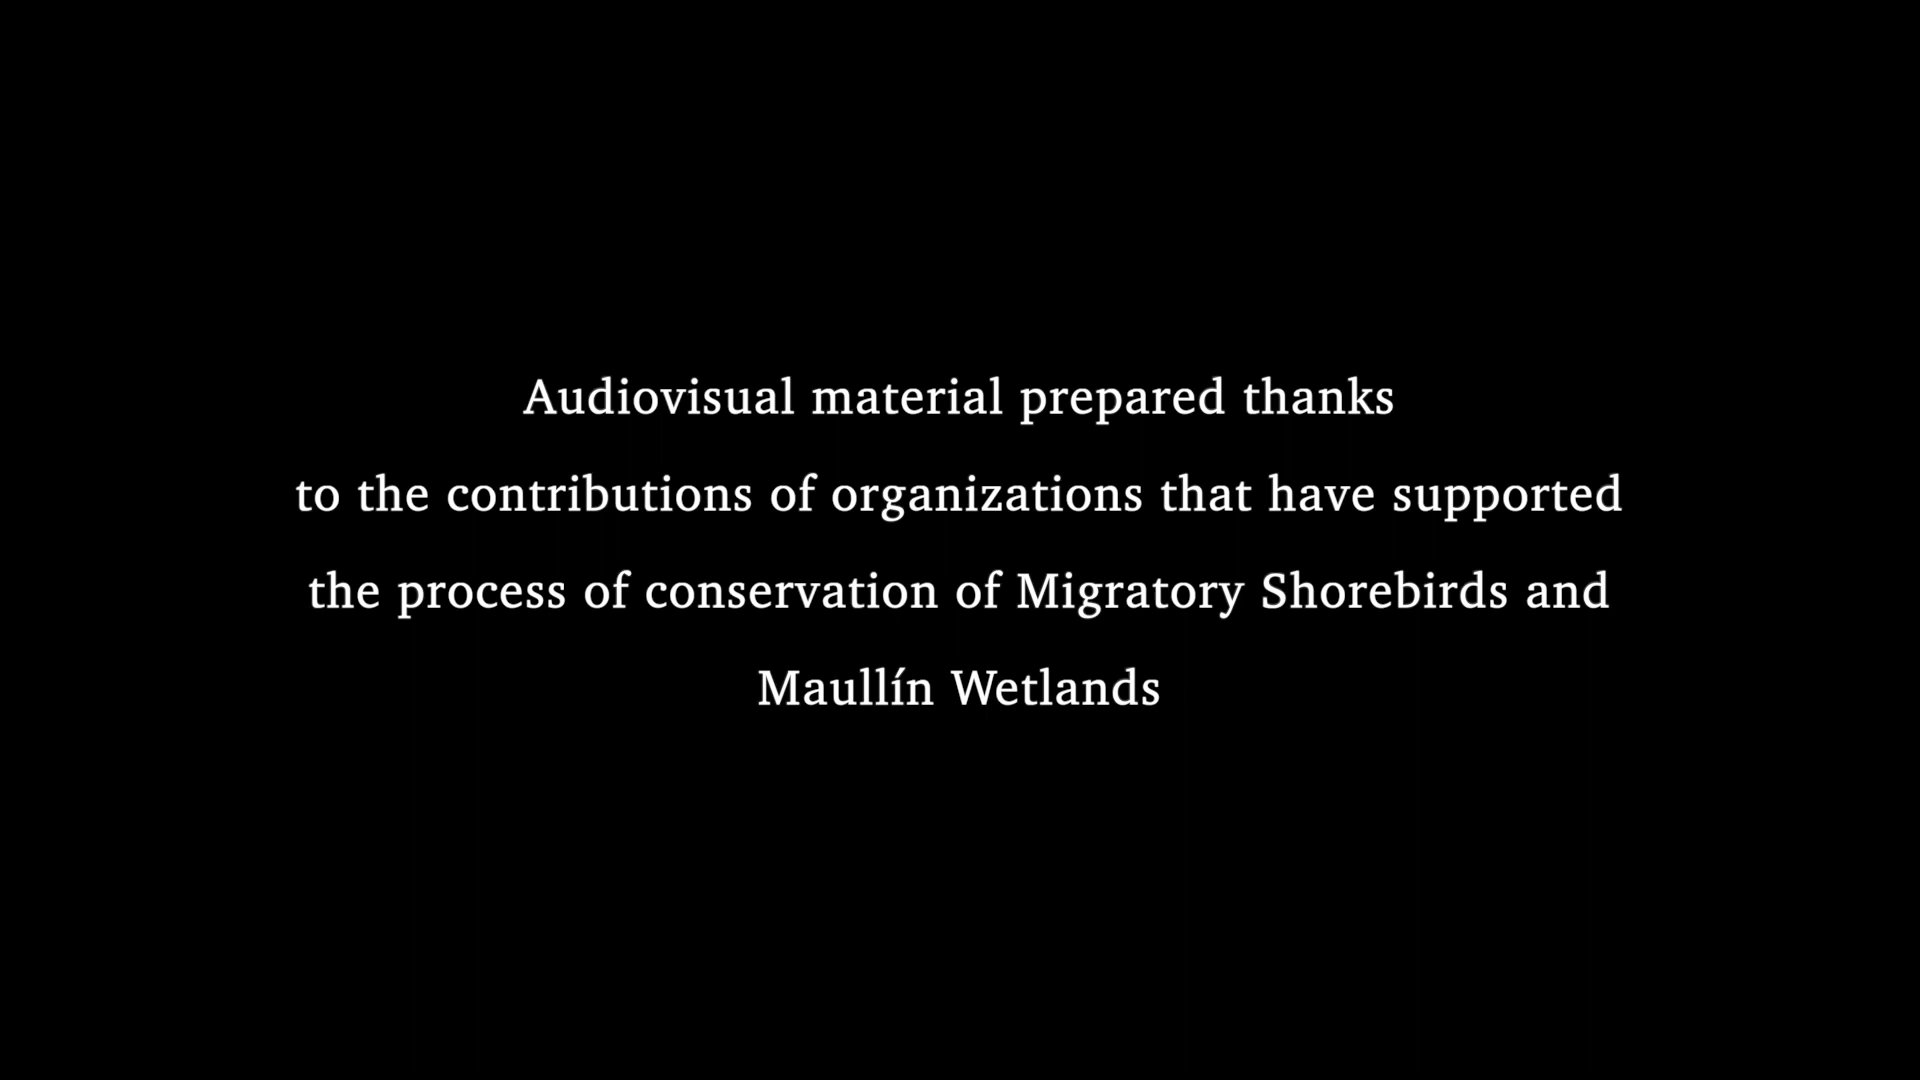 Audiovisual material prepared thanks
to the contributions of organizations that have supported
the process of conservation of Migratory Shorebirds and
Maullín Wetlands